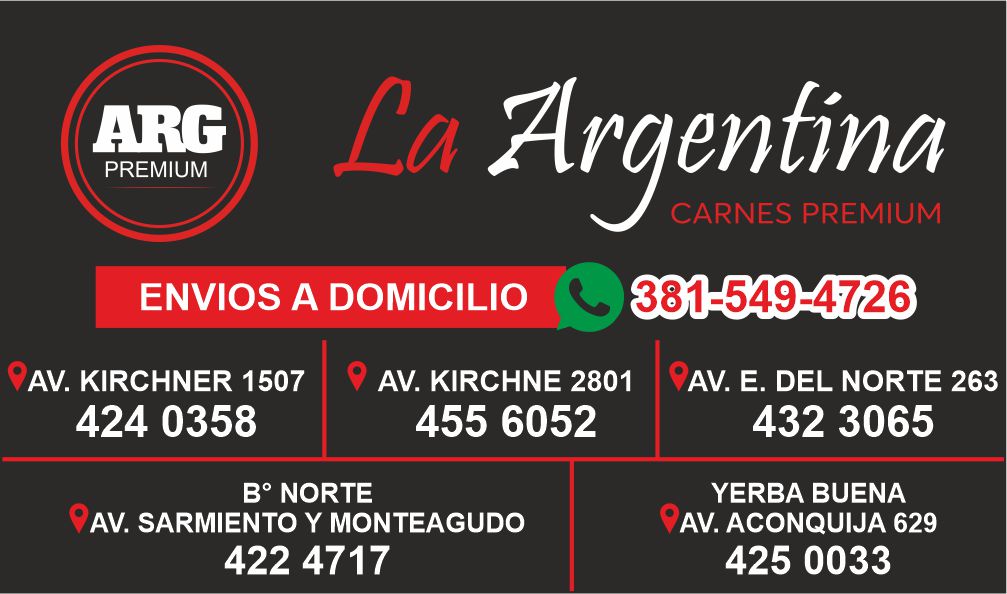 ARG
PREMIUM
La Argentina
CARNES PREMIUM
ENVIOS A DOMICILIO
381-549-4726
AV. KIRCHNER 1507
424 0358
AV. KIRCHNE 2801
455 6052
AV. E. DEL NORTE 263
432 3065
B° NORTE
AV. SARMIENTO Y MONTEAGUDO
422 4717
YERBA BUENA
AV. ACONQUIJA 629
425 0033